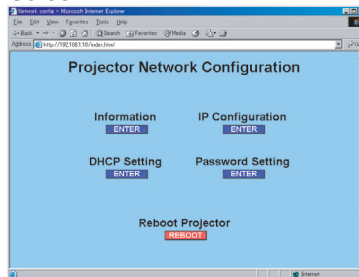 Network config - Microsoft Internet Explorer
File Edit View Favorites Tools Help
Back Search Favorites Media
Address http://192.168.1.10/index.html
Projector Network Configuration
Information IP Configuration
ENTER ENTER
DHCP Setting Password Setting
ENTER ENTER
Reboot Projector
REBOOT
Internet